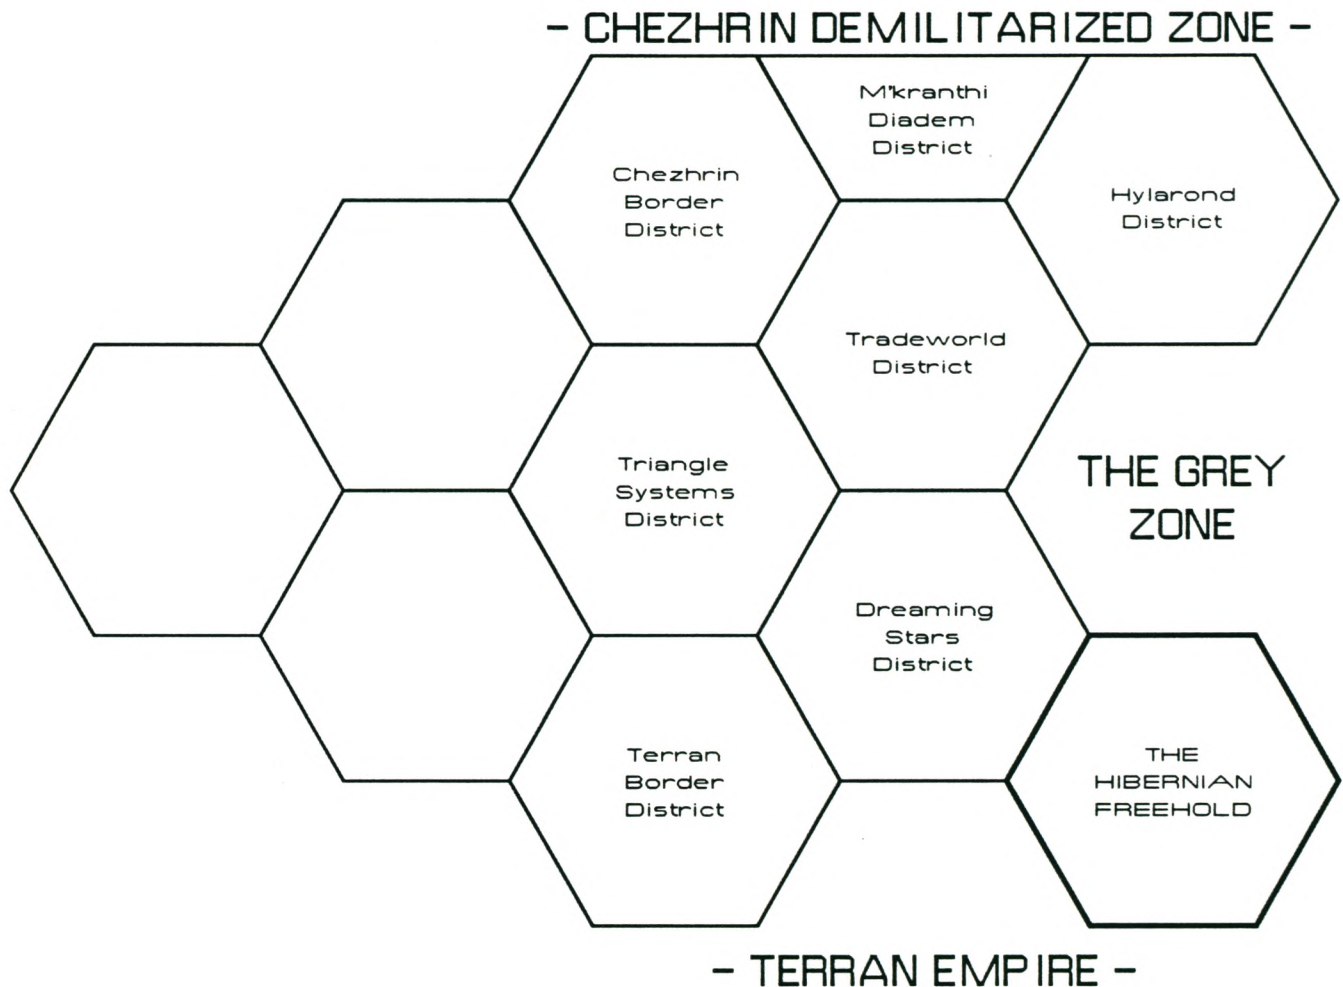 - CHEZHRIN DEMILITARIZED ZONE -
M'kranthi
Diadem
District
Chezhrin
Border
District
Hylarond
District
Tradeworld
District
Triangle
Systems
District
THE GREY
ZONE
Dreaming
Stars
District
Terran
Border
District
THE
HIBERNIAN
FREEHOLD
- TERRAN EMPIRE -